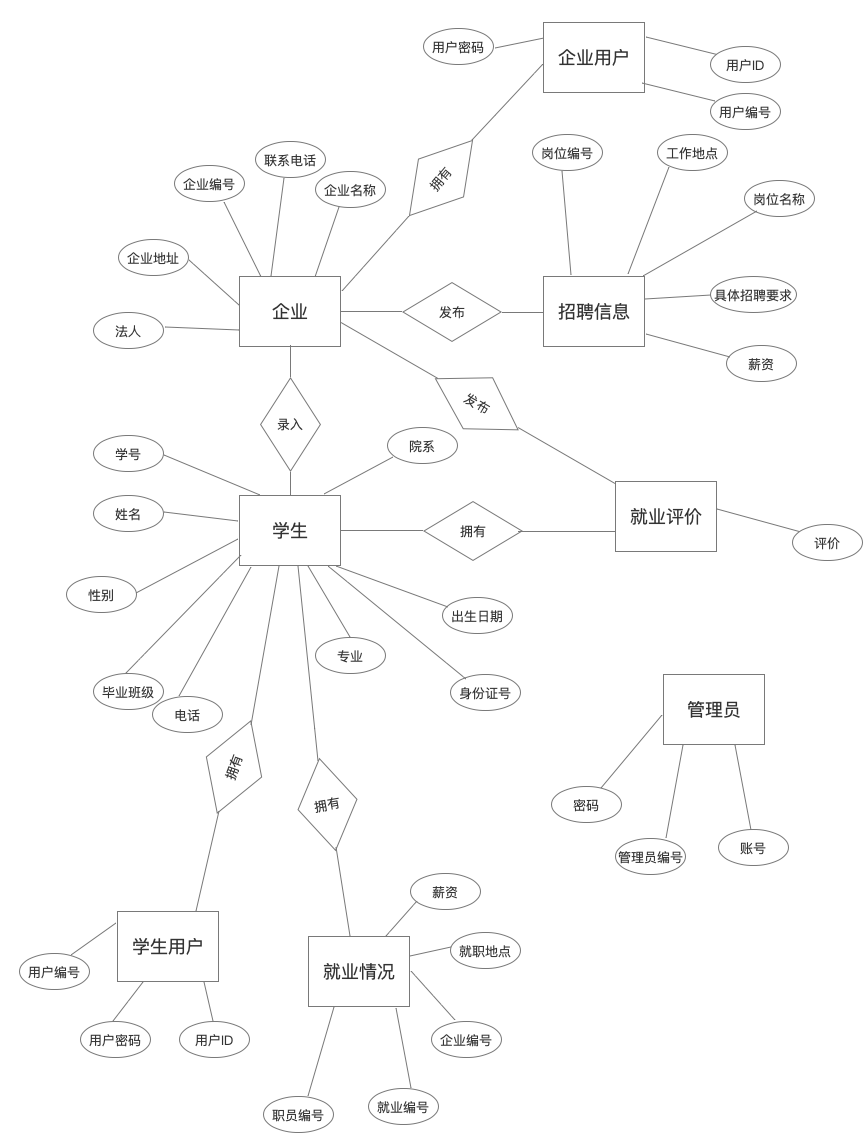 企业用户
用户密码
用户ID
用户编号
拥有
岗位编号
工作地点
联系电话
企业编号
企业名称
岗位名称
企业地址
具体招聘要求
企业
发布
招聘信息
法人
薪资
发布
录入
院系
学号
姓名
学生
拥有
就业评价
评价
性别
出生日期
专业
毕业班级
身份证号
电话
管理员
拥有
拥有
密码
管理员编号
账号
薪资
学生用户
就职地点
用户编号
就业情况
用户密码
用户ID
企业编号
职员编号
就业编号